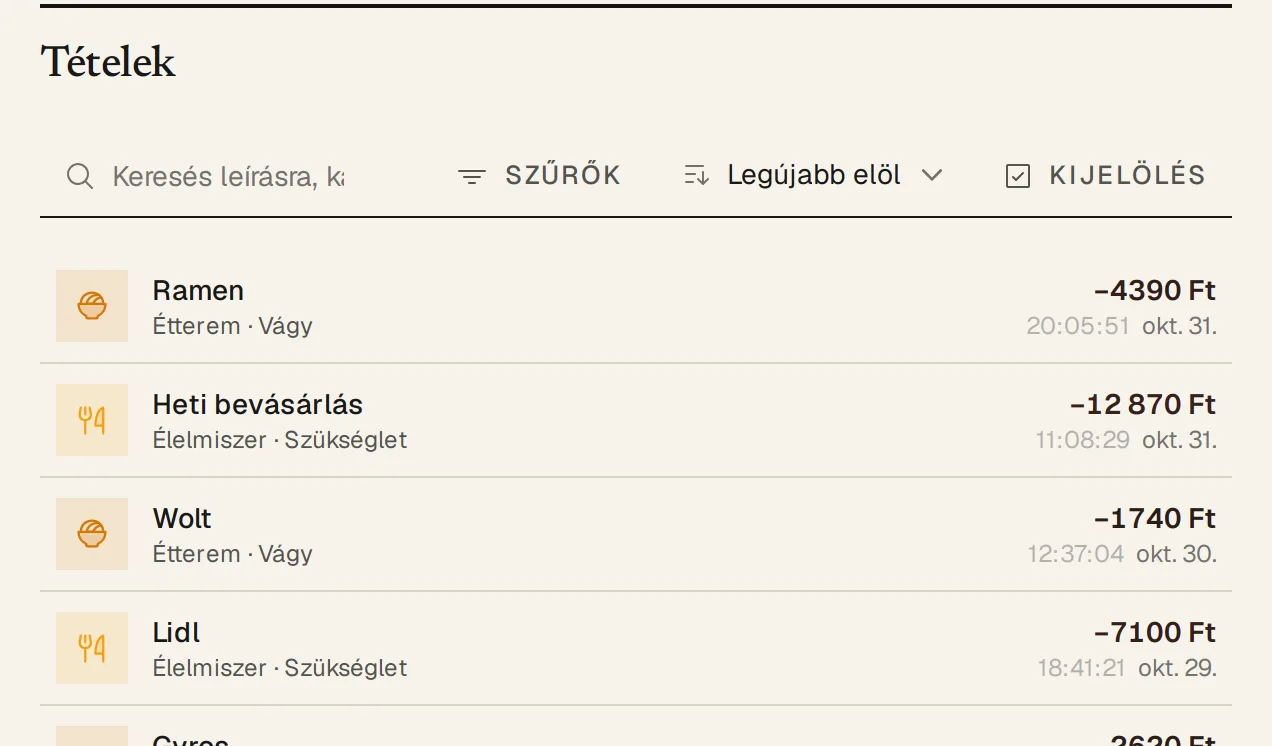 Tételek
Keresés leírásra, ka
SZŰRŐK
Legújabb elöl
KIJELÖLÉS
Ramen
−4390 Ft
Étterem · Vágy
20:05:51 okt. 31.
Heti bevásárlás
−12 870 Ft
Élelmiszer · Szükséglet
11:08:29 okt. 31.
Wolt
−1740 Ft
Étterem · Vágy
12:37:04 okt. 30.
Lidl
−7100 Ft
Élelmiszer · Szükséglet
18:41:21 okt. 29.